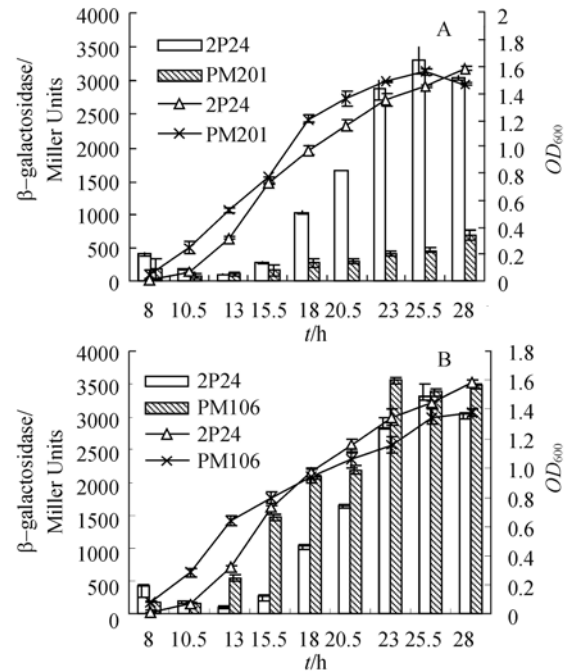 A
β-galactosidase/
Miller Units
4000
3500
3000
2500
2000
1500
1000
500
0
2P24
PM201
2P24
PM201
2
1.8
1.6
1.4
1.2
1.0
0.8
0.6
0.4
0.2
0
OD600
8 10.5 13 15.5 18 20.5 23 25.5 28
t/h
B
β-galactosidase/
Miller Units
4000
3500
3000
2500
2000
1500
1000
500
0
2P24
PM106
2P24
PM106
1.8
1.6
1.4
1.2
1.0
0.8
0.6
0.4
0.2
0
OD600
8 10.5 13 15.5 18 20.5 23 25.5 28
t/h